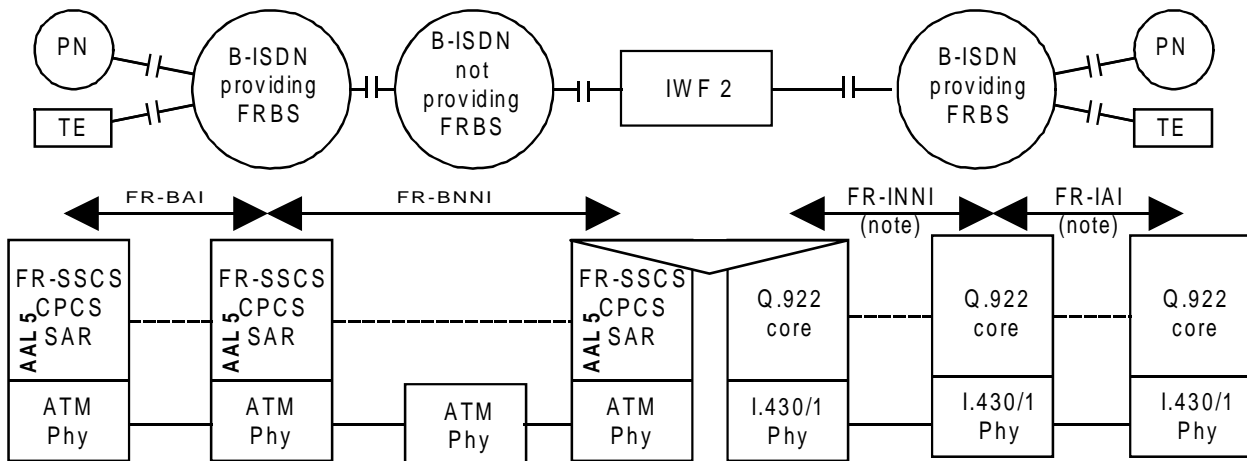 PN
TE
B-ISDN
providing
FRBS
B-ISDN
not
providing
FRBS
IWF 2
B-ISDN
providing
FRBS
PN
TE
FR-BAI
FR-BNNI
FR-INNI
(note)
FR-IAI
(note)
FR-SSCS
CPCS
SAR
AAL 5
ATM
Phy
FR-SSCS
CPCS
SAR
AAL 5
ATM
Phy
ATM
Phy
FR-SSCS
CPCS
SAR
AAL 5
ATM
Phy
Q.922
core
I.430/1
Phy
Q.922
core
I.430/1
Phy
Q.922
core
I.430/1
Phy